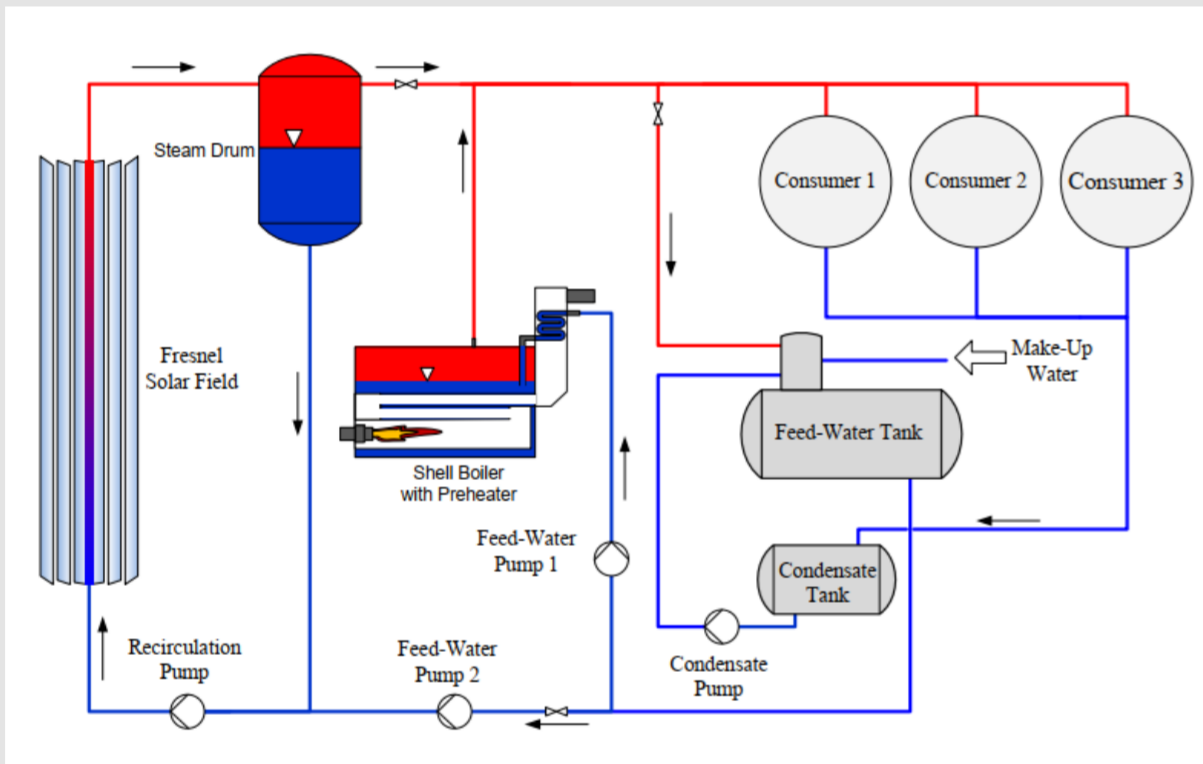 Steam Drum
Consumer 1
Consumer 2
Consumer 3
Fresnel
Solar Field
Make-Up
Water
Feed-Water Tank
Shell Boiler
with Preheater
Feed-Water
Pump 1
Condensate
Tank
Recirculation
Pump
Feed-Water
Pump 2
Condensate
Pump